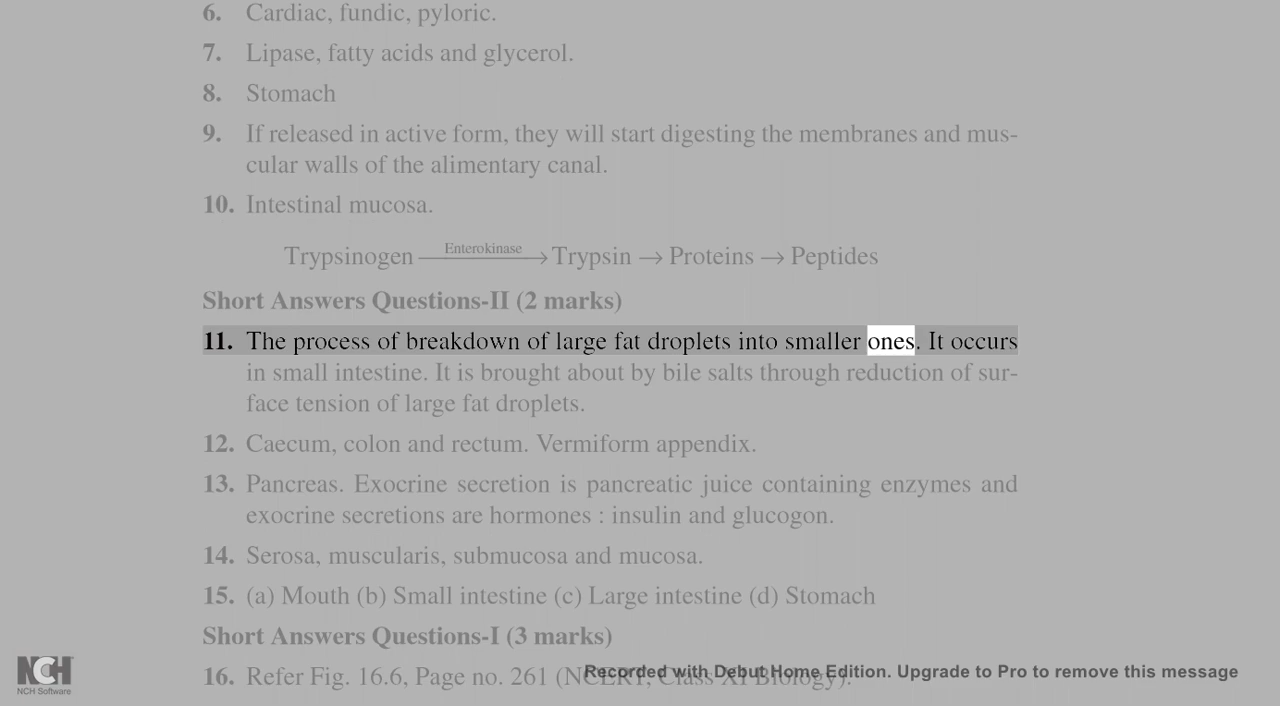 6. Cardiac, fundic, pyloric.
7. Lipase, fatty acids and glycerol.
8. Stomach
9. If released in active form, they will start digesting the membranes and mus-
cular walls of the alimentary canal.
10. Intestinal mucosa.
Trypsinogen —Enterokinase→ Trypsin → Proteins → Peptides
Short Answers Questions-II (2 marks)
11. The process of breakdown of large fat droplets into smaller ones. It occurs
in small intestine. It is brought about by bile salts through reduction of sur-
face tension of large fat droplets.
12. Caecum, colon and rectum. Vermiform appendix.
13. Pancreas. Exocrine secretion is pancreatic juice containing enzymes and
exocrine secretions are hormones : insulin and glucogon.
14. Serosa, muscularis, submucosa and mucosa.
15. (a) Mouth (b) Small intestine (c) Large intestine (d) Stomach
Short Answers Questions-I (3 marks)
16. Refer Fig. 16.6, Page no. 261 (NCERT, Class XI Biology).
Recorded with Debut Home Edition. Upgrade to Pro to remove this message
NCH
NCH Software